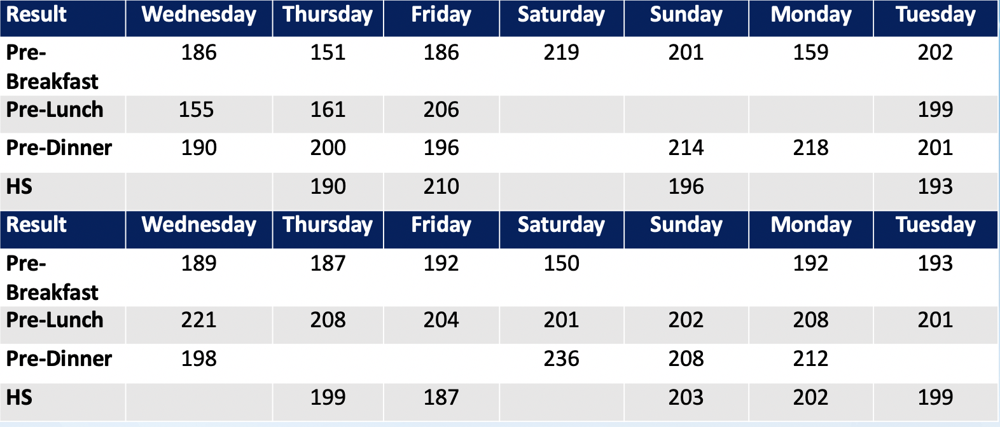 Result Wednesday Thursday Friday Saturday Sunday Monday Tuesday
Pre- 186 151 186 219 201 159 202
Breakfast
Pre-Lunch 155 161 206 199
Pre-Dinner 190 200 196 214 218 201
HS 190 210 196 193
Result Wednesday Thursday Friday Saturday Sunday Monday Tuesday
Pre- 189 187 192 150 192 193
Breakfast
Pre-Lunch 221 208 204 201 202 208 201
Pre-Dinner 198 236 208 212
HS 199 187 203 202 199